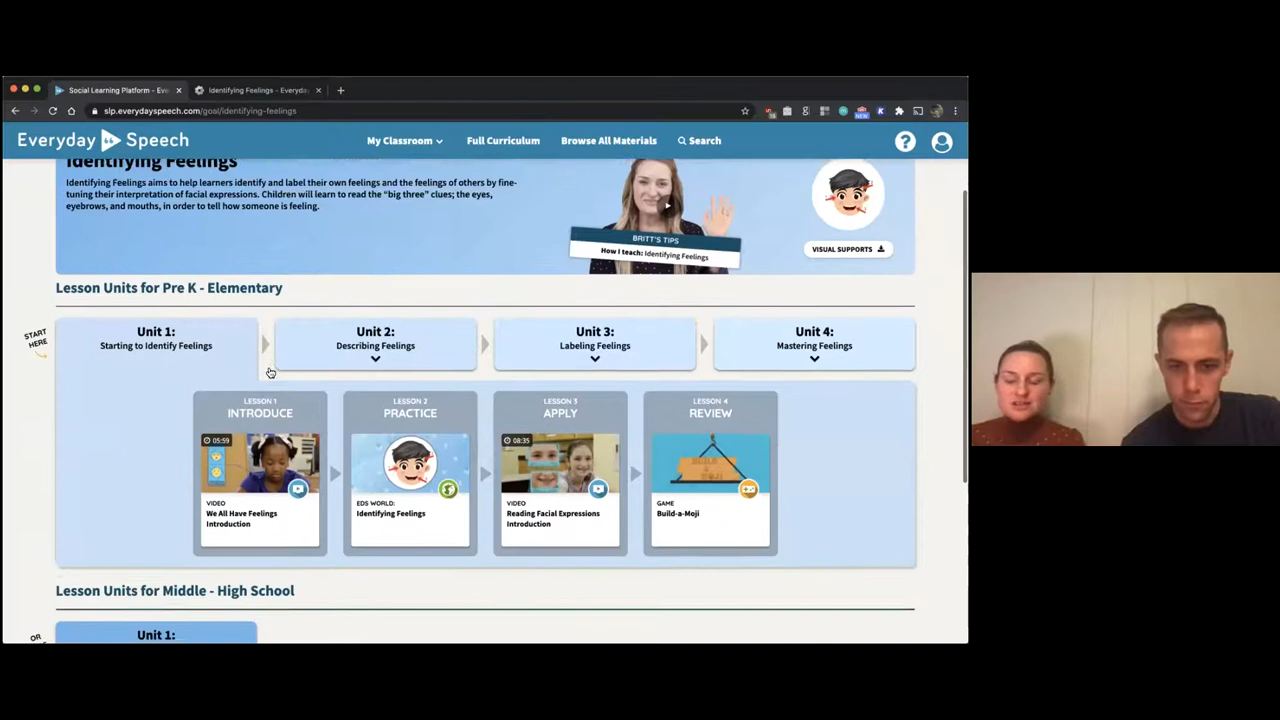 Social Learning Platform - Eve
Identifying Feelings - Everyda
slp.everydayspeech.com/goal/identifying-feelings
Everyday Speech
My Classroom
Full Curriculum
Browse All Materials
Search
?
Identifying Feelings
Identifying Feelings aims to help learners identify and label their own feelings and the feelings of others by fine-
tuning their interpretation of facial expressions. Children will learn to read the "big three" clues; the eyes,
eyebrows, and mouths, in order to tell how someone is feeling.
BRITT'S TIPS
How I teach: Identifying Feelings
VISUAL SUPPORTS
Lesson Units for Pre K - Elementary
START
HERE
Unit 1:
Starting to Identify Feelings
Unit 2:
Describing Feelings
Unit 3:
Labeling Feelings
Unit 4:
Mastering Feelings
LESSON 1
INTRODUCE
05:59
VIDEO
We All Have Feelings
Introduction
LESSON 2
PRACTICE
EDS WORLD:
Identifying Feelings
LESSON 3
APPLY
08:35
VIDEO
Reading Facial Expressions
Introduction
LESSON 4
REVIEW
BUILD
MOJI
GAME
Build-a-Moji
Lesson Units for Middle - High School
OR
Unit 1: